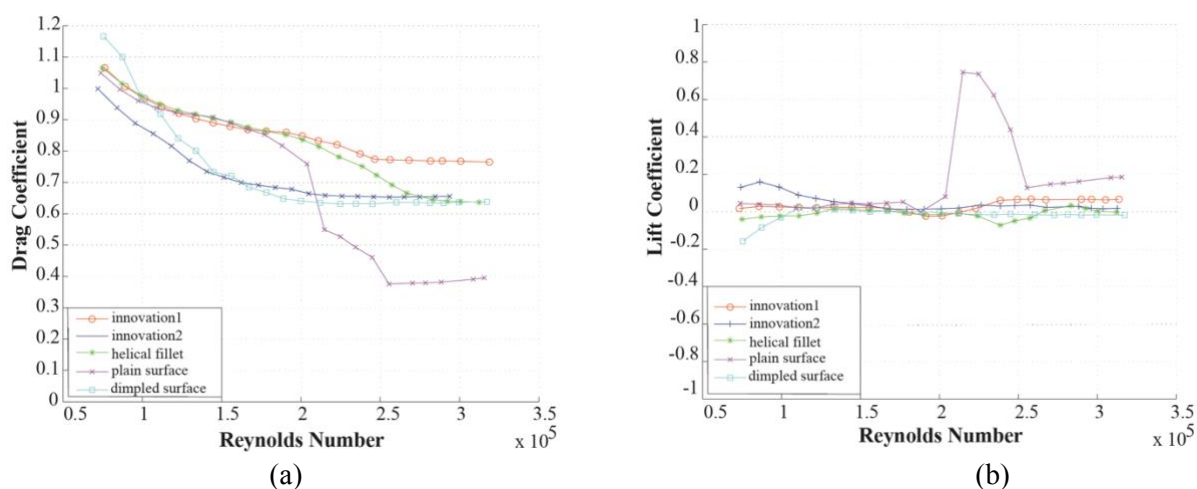 1.2
1.1
1
0.9
0.8
0.7
0.6
0.5
0.4
0.3
0.2
0.1
0
Drag Coefficient
innovation1
innovation2
helical fillet
plain surface
dimpled surface
0.5 1 1.5 2 2.5 3 3.5
Reynolds Number x 10^5
(a)
1
0.8
0.6
0.4
0.2
0
-0.2
-0.4
-0.6
-0.8
-1
Lift Coefficient
innovation1
innovation2
helical fillet
plain surface
dimpled surface
0.5 1 1.5 2 2.5 3 3.5
Reynolds Number x 10^5
(b)